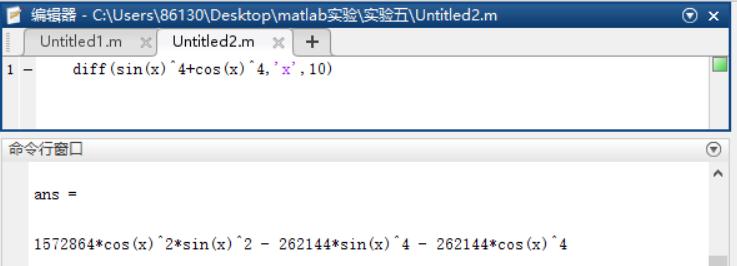 编辑器 - C:\Users\86130\Desktop\matlab实验\实验五\Untitled2.m
Untitled1.m × Untitled2.m × +
1 - diff(sin(x)^4+cos(x)^4,'x',10)
命令行窗口
ans =
1572864*cos(x)^2*sin(x)^2 - 262144*sin(x)^4 - 262144*cos(x)^4